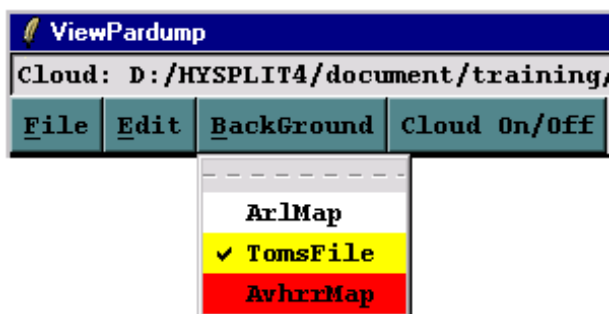 ViewPardump
Cloud: D:/HYSPLIT4/document/training/
File Edit BackGround Cloud On/Off
ArlMap
✓ TomsFile
AvhrrMap